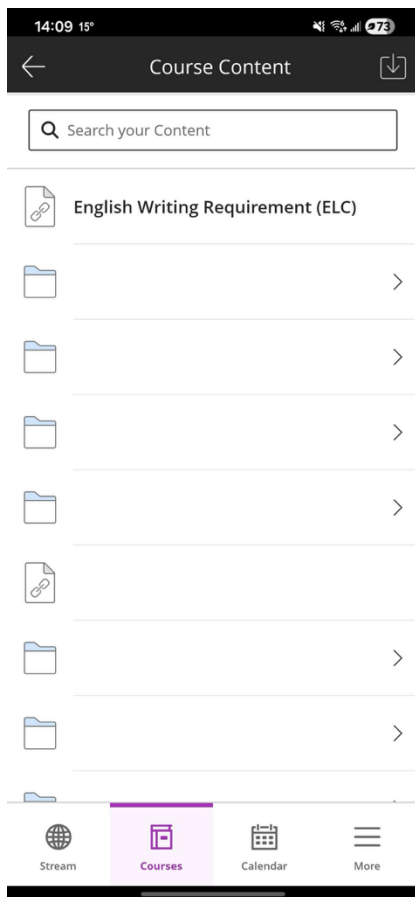 14:09 15°
73
Course Content
Search your Content
English Writing Requirement (ELC)
Stream
Courses
Calendar
More